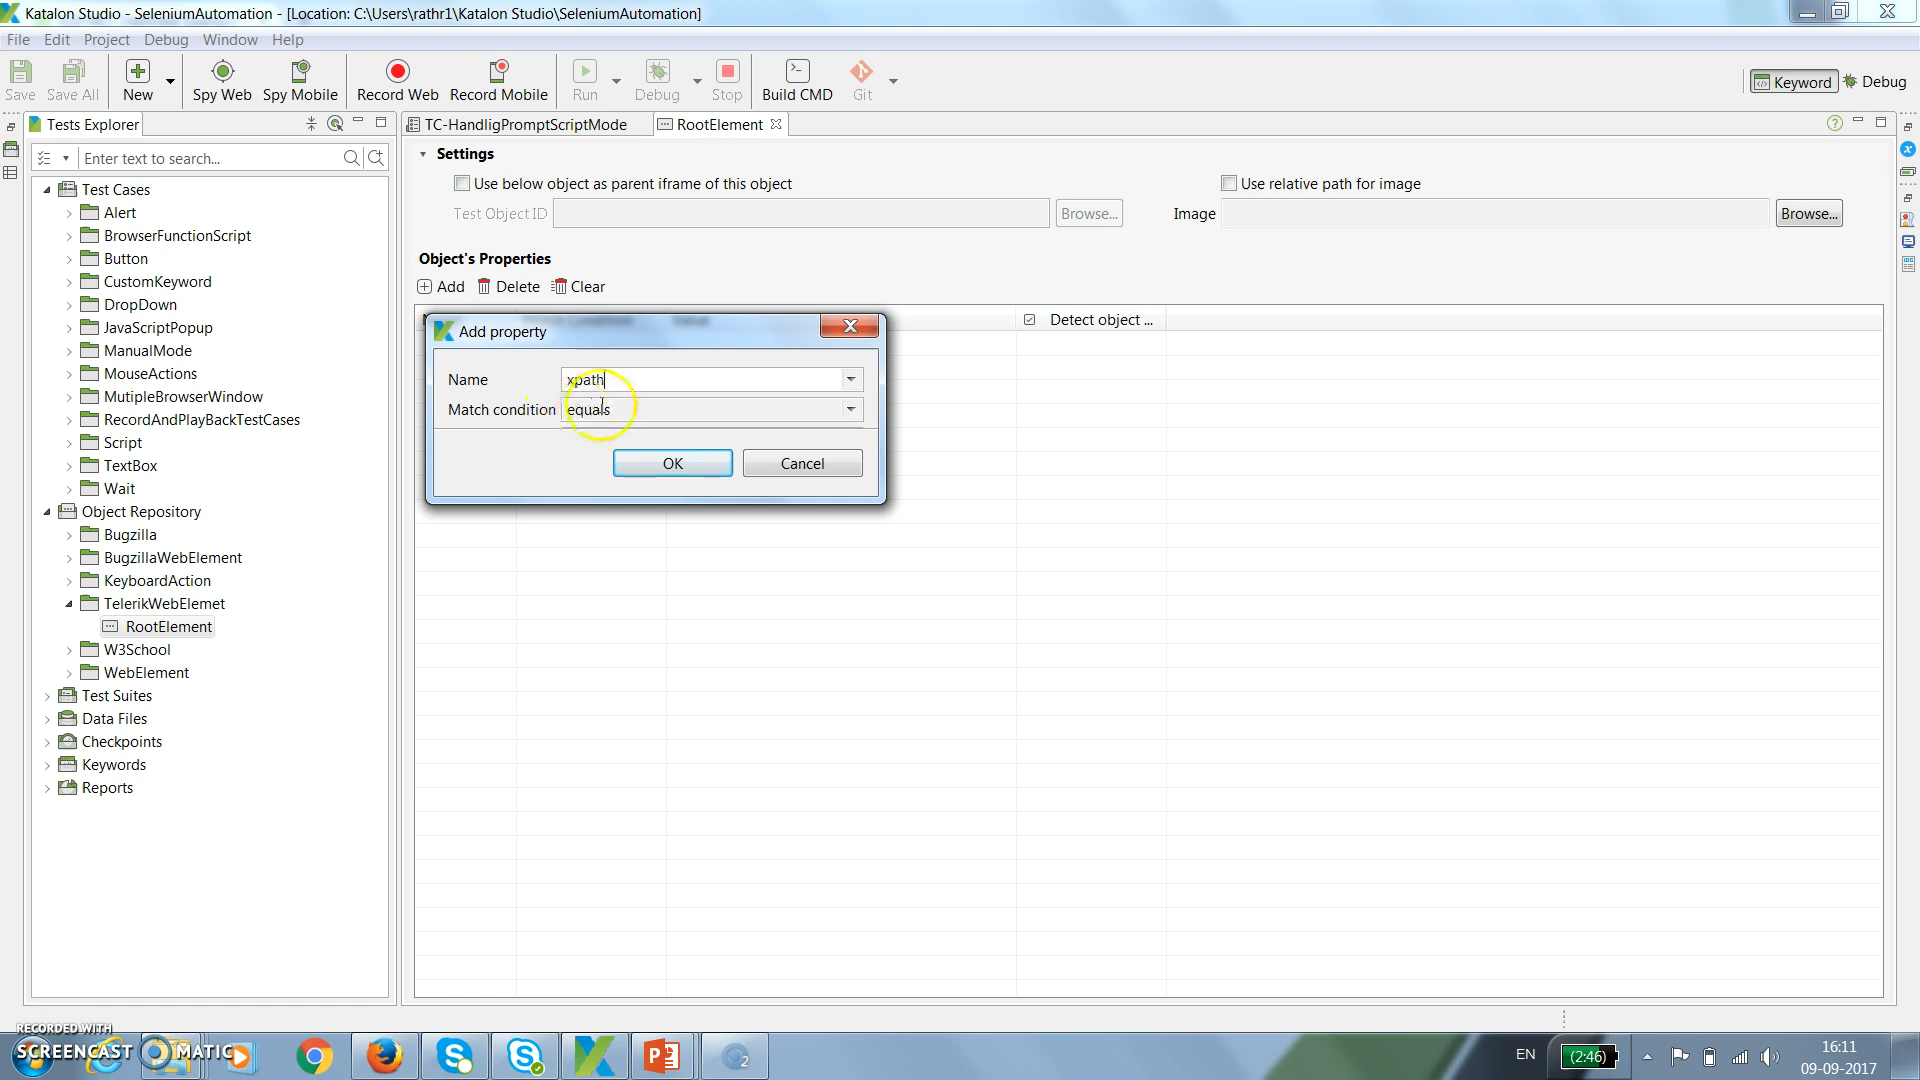 Katalon Studio - SeleniumAutomation - [Location: C:\Users\rathr1\Katalon Studio\SeleniumAutomation]
File Edit Project Debug Window Help
Save Save All New Spy Web Spy Mobile Record Web Record Mobile Run Debug Stop Build CMD Git Keyword Debug
Tests Explorer
TC-HandligPromptScriptMode RootElement
Enter text to search...
Settings
Use below object as parent iframe of this object Use relative path for image
Test Object ID Browse... Image Browse...
Object's Properties
Add Delete Clear
Detect object ...
Add property
Name xpath
Match condition equals
OK Cancel
Test Cases
Alert
BrowserFunctionScript
Button
CustomKeyword
DropDown
JavaScriptPopup
ManualMode
MouseActions
MutipleBrowserWindow
RecordAndPlayBackTestCases
Script
TextBox
Wait
Object Repository
Bugzilla
BugzillaWebElement
KeyboardAction
TelerikWebElemet
RootElement
W3School
WebElement
Test Suites
Data Files
Checkpoints
Keywords
Reports
RECORDED WITH
SCREENCAST MATIC
EN (2:46) 16:11
09-09-2017